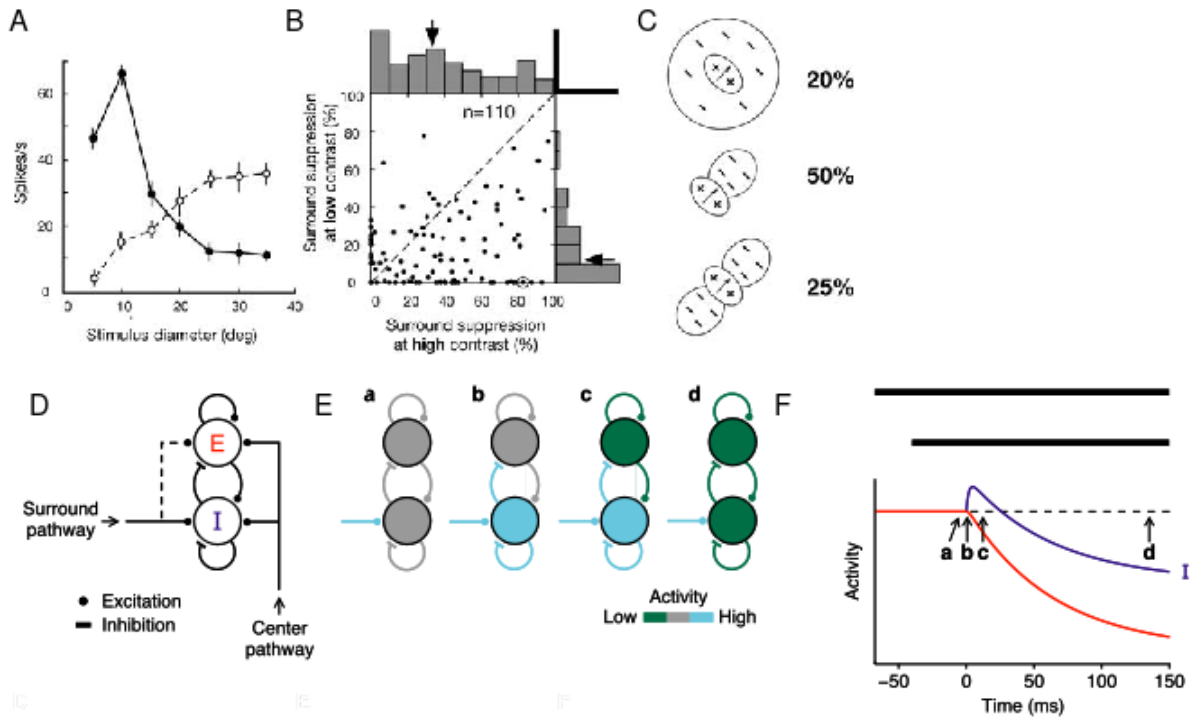 A
Spikes/s
60
40
20
0
0
10
20
30
40
Stimulus diameter (deg)
B
n=110
Surround suppression
at low contrast (%)
100
80
60
40
20
0
0
20
40
60
80
100
Surround suppression
at high contrast (%)
C
20%
50%
25%
D
E
I
Surround
pathway
Excitation
Inhibition
Center
pathway
E
a
b
c
d
Activity
Low
High
F
Activity
a
b
c
d
I
−50
0
50
100
150
Time (ms)
C
E
F